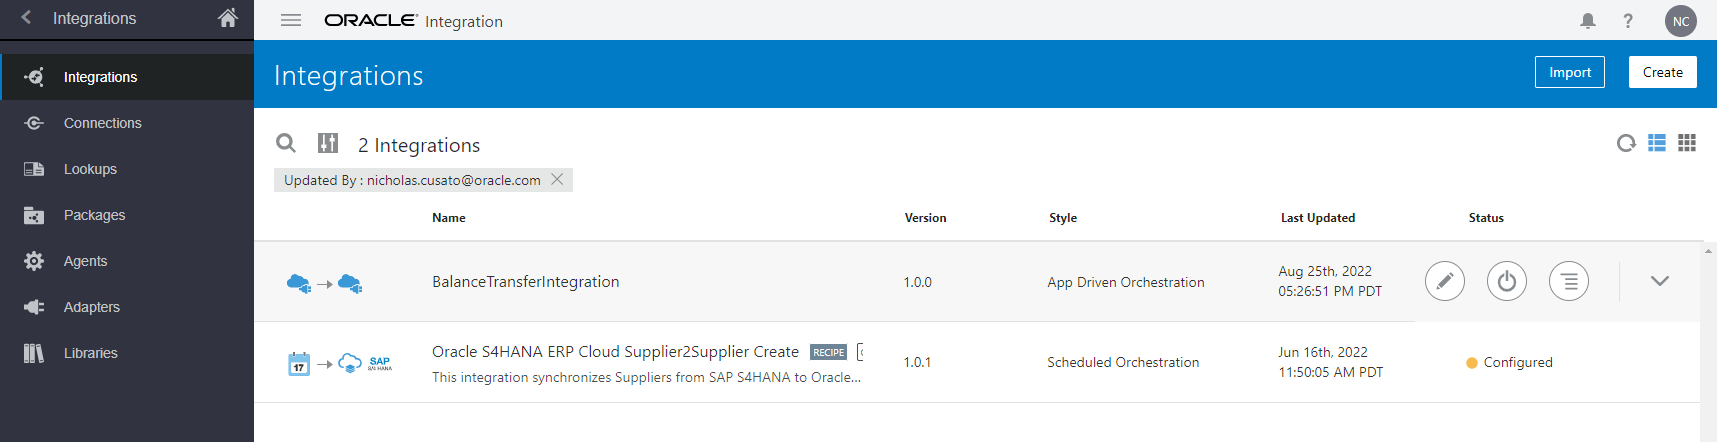 Integrations
Integrations
Connections
Lookups
Packages
Agents
Adapters
Libraries
ORACLE® Integration
NC
Integrations
Import
Create
2 Integrations
Updated By : nicholas.cusato@oracle.com
Name Version Style Last Updated Status
BalanceTransferIntegration 1.0.0 App Driven Orchestration Aug 25th, 2022
05:26:51 PM PDT
17 SAP S/4 HANA
Oracle S4HANA ERP Cloud Supplier2Supplier Create RECIPE
This integration synchronizes Suppliers from SAP S4HANA to Oracle...
1.0.1 Scheduled Orchestration Jun 16th, 2022
11:50:05 AM PDT
Configured